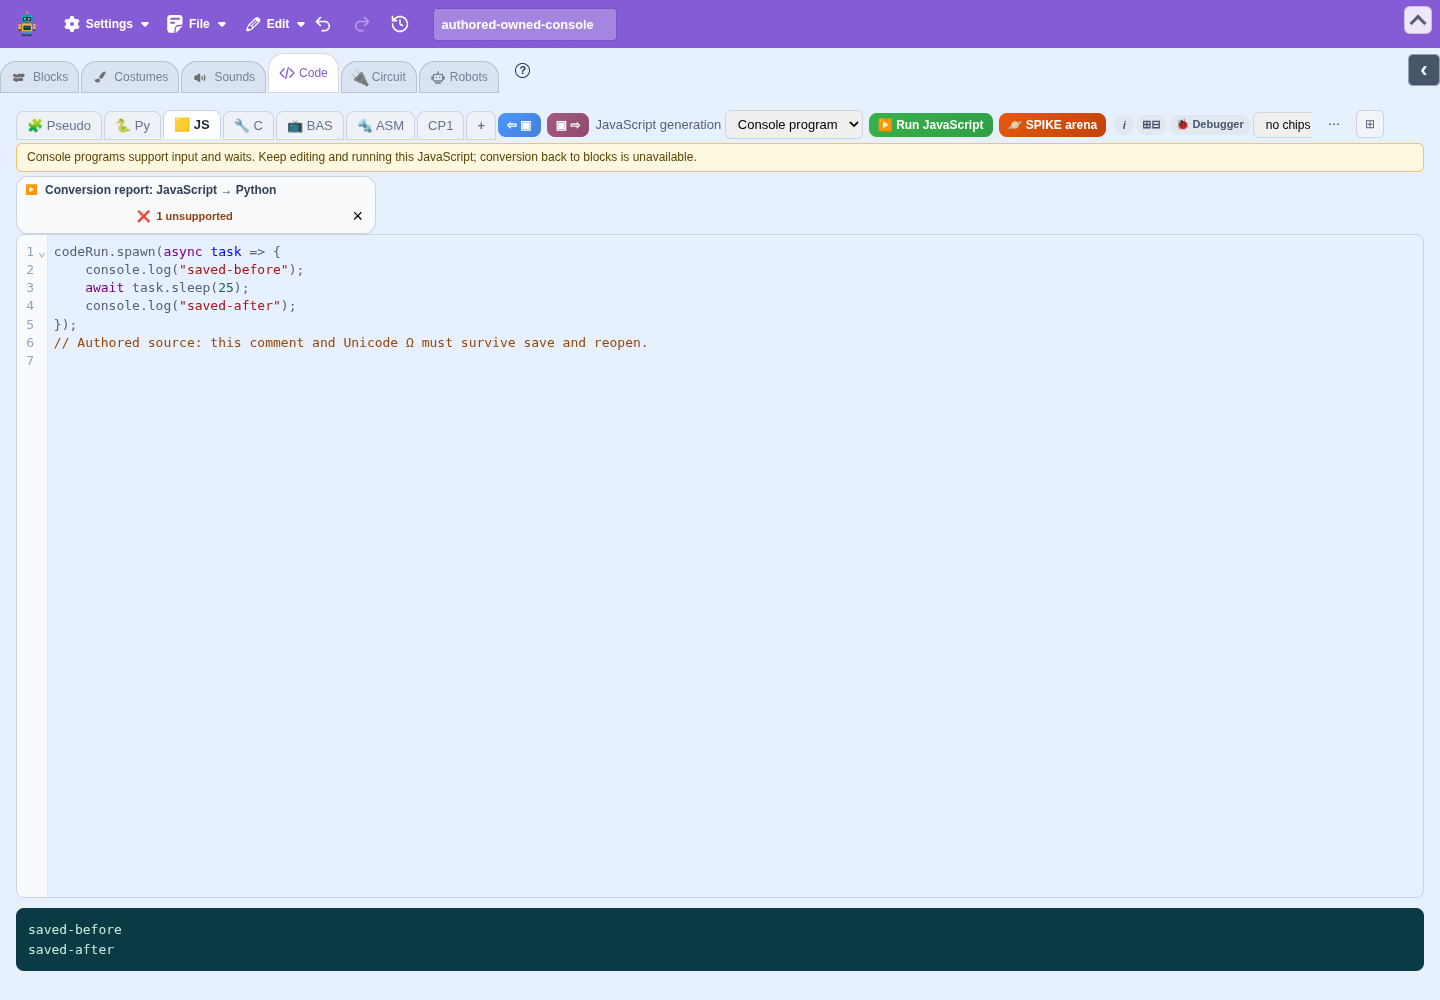 Settings File Edit authored-owned-console
Blocks Costumes Sounds Code Circuit Robots ?
Pseudo Py JS C BAS ASM CP1 + JavaScript generation Console program Run JavaScript SPIKE arena i Debugger no chips ...
Console programs support input and waits. Keep editing and running this JavaScript; conversion back to blocks is unavailable.
Conversion report: JavaScript → Python
1 unsupported ×
1 codeRun.spawn(async task => {
2 console.log("saved-before");
3 await task.sleep(25);
4 console.log("saved-after");
5 });
6 // Authored source: this comment and Unicode Ω must survive save and reopen.
7
saved-before
saved-after